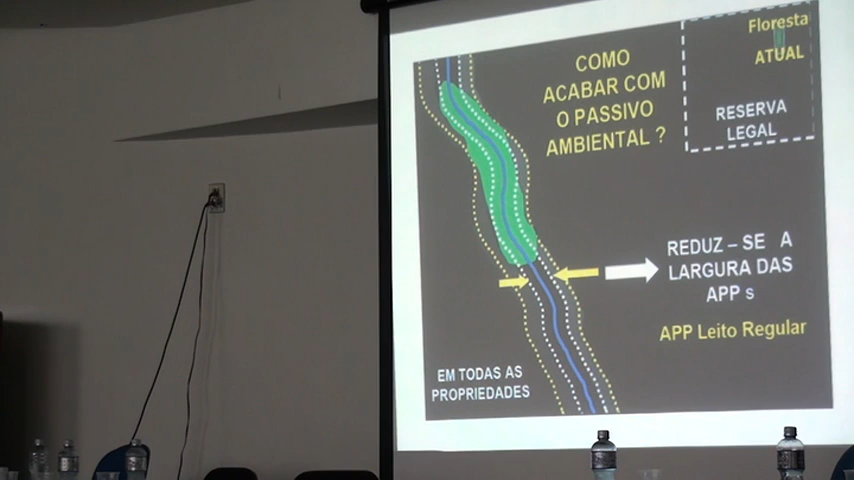 Floresta
ATUAL
RESERVA
LEGAL
COMO
ACABAR COM
O PASSIVO
AMBIENTAL ?
REDUZ – SE A
LARGURA DAS
APP s
APP Leito Regular
EM TODAS AS
PROPRIEDADES